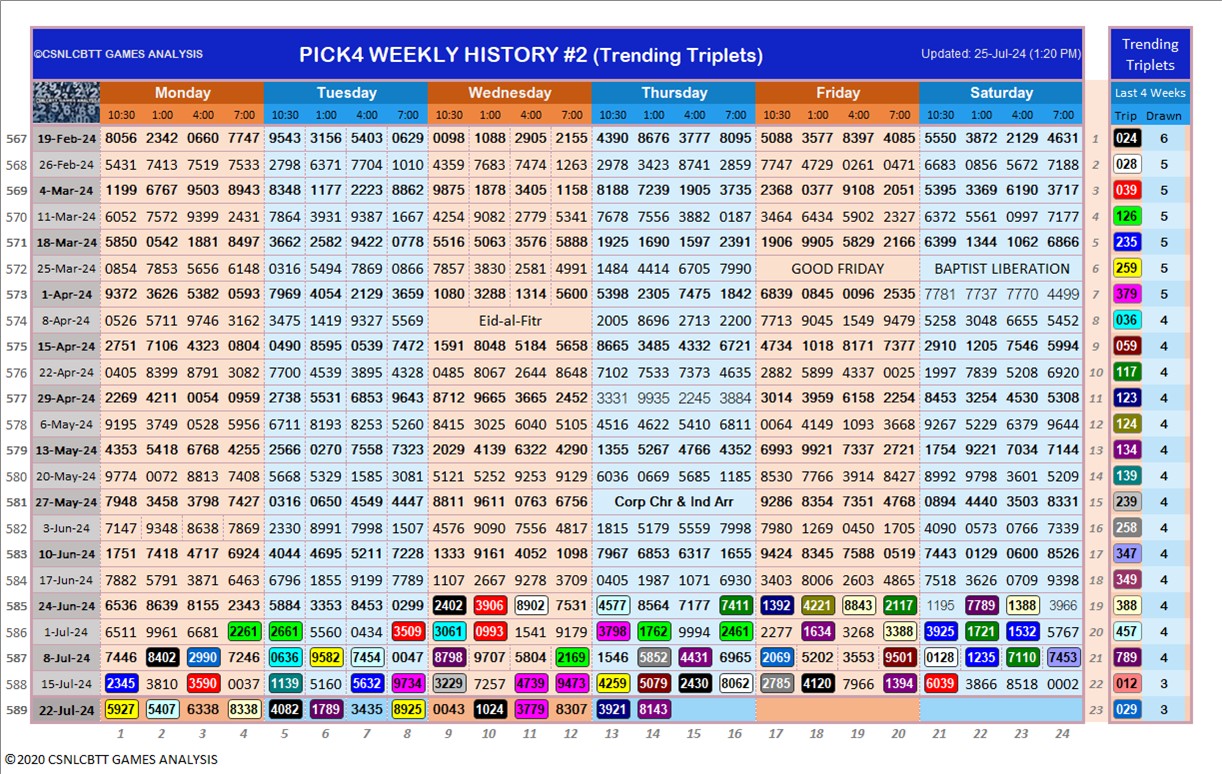 ©CSNLCBTT GAMES ANALYSIS PICK4 WEEKLY HISTORY #2 (Trending Triplets) Updated: 25-Jul-24 (1:20 PM) Trending Triplets
Monday Tuesday Wednesday Thursday Friday Saturday Last 4 Weeks
10:30 1:00 4:00 7:00 10:30 1:00 4:00 7:00 10:30 1:00 4:00 7:00 10:30 1:00 4:00 7:00 10:30 1:00 4:00 7:00 10:30 1:00 4:00 7:00 Trip Drawn
567 19-Feb-24 8056 2342 0660 7747 9543 3156 5403 0629 0098 1088 2905 2155 4390 8676 3777 8095 5088 3577 8397 4085 5550 3872 2129 4631 1 024 6
568 26-Feb-24 5431 7413 7519 7533 2798 6371 7704 1010 4359 7683 7474 1263 2978 3423 8741 2859 7747 4729 0261 0471 6683 0856 5672 7188 2 028 5
569 4-Mar-24 1199 6767 9503 8943 8348 1177 2223 8862 9875 1878 3405 1158 8188 7239 1905 3735 2368 0377 9108 2051 5395 3369 6190 3717 3 039 5
570 11-Mar-24 6052 7572 9399 2431 7864 3931 9387 1667 4254 9082 2779 5341 7678 7556 3882 0187 3464 6434 5902 2327 6372 5561 0997 7177 4 126 5
571 18-Mar-24 5850 0542 1881 8497 3662 2582 9422 0778 5516 5063 3576 5888 1925 1690 1597 2391 1906 9905 5829 2166 6399 1344 1062 6866 5 235 5
572 25-Mar-24 0854 7853 5656 6148 0316 5494 7869 0866 7857 3830 2581 4991 1484 4414 6705 7990 GOOD FRIDAY BAPTIST LIBERATION 6 259 5
573 1-Apr-24 9372 3626 5382 0593 7969 4054 2129 3659 1080 3288 1314 5600 5398 2305 7475 1842 6839 0845 0096 2535 7781 7737 7770 4499 7 379 5
574 8-Apr-24 0526 5711 9746 3162 3475 1419 9327 5569 Eid-al-Fitr 2005 8696 2713 2200 7713 9045 1549 9479 5258 3048 6655 5452 8 036 4
575 15-Apr-24 2751 7106 4323 0804 0490 8595 0539 7472 1591 8048 5184 5658 8665 3485 4332 6721 4734 1018 8171 7377 2910 1205 7546 5994 9 059 4
576 22-Apr-24 0405 8399 8791 3082 7700 4539 3895 4328 0485 8067 2644 8648 7102 7533 7373 4635 2882 5899 4337 0025 1997 7839 5208 6920 10 117 4
577 29-Apr-24 2269 4211 0054 0959 2738 5531 6853 9643 8712 9665 3665 2452 3331 9935 2245 3884 3014 3959 6158 2254 8453 3254 4530 5308 11 123 4
578 6-May-24 9195 3749 0528 5956 6711 8193 8253 5260 8415 3025 6040 5105 4516 4622 5410 6811 0064 4149 1093 3668 9267 5229 6379 9644 12 124 4
579 13-May-24 4353 5418 6768 4255 2566 0270 7558 7323 2029 4139 6322 4290 1355 5267 4766 4352 6993 9921 7337 2721 1754 9221 7034 7144 13 134 4
580 20-May-24 9774 0072 8813 7408 5668 5329 1585 3081 9121 5252 9253 9129 6036 0669 5685 1185 8530 7766 3914 8427 8992 9798 3601 5209 14 139 4
581 27-May-24 7948 3458 3798 7427 0316 0650 4549 4447 9811 9611 0763 6756 Corp Chr & Ind Arr 9286 8354 7351 4768 0894 4440 3503 8331 15 239 4
582 3-Jun-24 7147 9348 8638 7869 2330 8991 7998 1507 4576 9090 7556 4817 1815 5179 5559 7998 7980 1269 0450 1705 4090 0573 0766 7339 16 258 4
583 10-Jun-24 1751 7418 4717 6924 4044 4695 5211 7228 1333 9161 4052 1098 7967 6853 6317 1655 9424 8345 7588 0519 7443 0129 0600 8526 17 347 4
584 17-Jun-24 7882 5791 3871 6463 6796 1855 9199 7789 1107 2667 9278 3709 0405 1987 1071 6930 3403 8006 2603 4865 7518 3626 0709 9398 18 349 4
585 24-Jun-24 6536 8639 8155 2343 5884 3353 8453 0299 2402 3906 8902 7531 4577 8564 7177 7411 1392 4221 8843 2117 1195 7789 1388 3966 19 388 4
586 1-Jul-24 6511 9961 6681 2261 2661 5560 0434 3509 3061 0993 1541 9179 3798 1762 9994 2461 2277 1634 3268 3388 3925 1721 1532 5767 20 457 4
587 8-Jul-24 7446 8402 2990 7246 0636 9582 7454 0047 8798 9707 5804 2169 1546 5852 4431 6965 2069 5202 3553 9501 0128 1235 7110 7453 21 789 4
588 15-Jul-24 2345 3810 3590 0037 1139 5160 5632 9734 3229 7257 4739 9473 4259 5079 2430 8062 2785 4120 7966 1394 6039 3866 8518 0002 22 012 3
589 22-Jul-24 5927 5407 6338 8338 4082 1789 3435 8925 0043 1024 3779 8307 3921 8143 23 029 3
1 2 3 4 5 6 7 8 9 10 11 12 13 14 15 16 17 18 19 20 21 22 23 24
©2020 CSNLCBTT GAMES ANALYSIS